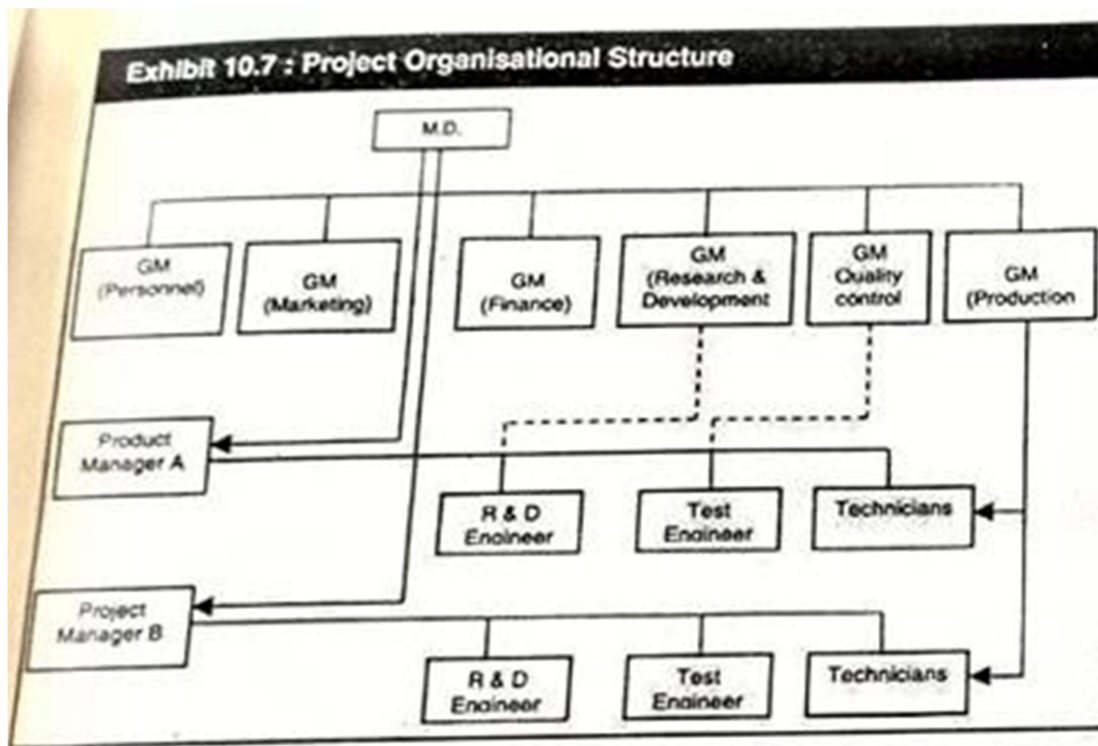 Exhibit 10.7 : Project Organisational Structure
M.D.
GM
(Personnel)
GM
(Marketing)
GM
(Finance)
GM
(Research &
Development
GM
Quality
control
GM
(Production
Product
Manager A
R & D
Engineer
Test
Engineer
Technicians
Project
Manager B
R & D
Engineer
Test
Engineer
Technicians